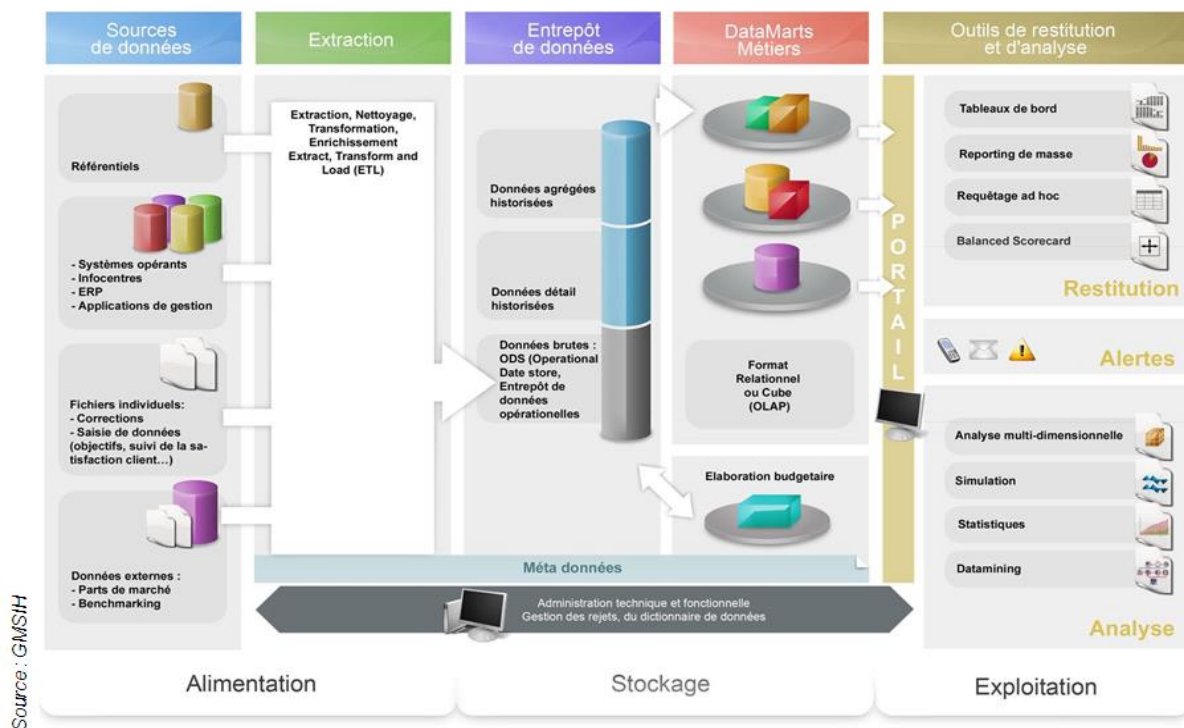 Sources
de données
Extraction
Entrepôt
de données
DataMarts
Métiers
Outils de restitution
et d'analyse
Référentiels
- Systèmes opérants
- Infocentres
- ERP
- Applications de gestion
Fichiers individuels:
- Corrections
- Saisie de données
(objectifs, suivi de la sa-
tisfaction client...)
Données externes :
- Parts de marché
- Benchmarking
Extraction, Nettoyage,
Transformation,
Enrichissement
Extract, Transform and
Load (ETL)
Données agrégées
historisées
Données détail
historisées
Données brutes :
ODS (Operational
Date store,
Entrepôt de
données
opérationelles
Format
Relationnel
ou Cube
(OLAP)
Elaboration budgetaire
PORTAIL
Tableaux de bord
Reporting de masse
Requêtage ad hoc
Balanced Scorecard
Restitution
Alertes
Analyse multi-dimensionnelle
Simulation
Statistiques
Datamining
Analyse
Méta données
Administration technique et fonctionnelle
Gestion des rejets, du dictionnaire de données
Alimentation
Stockage
Exploitation
Source : GMSIH